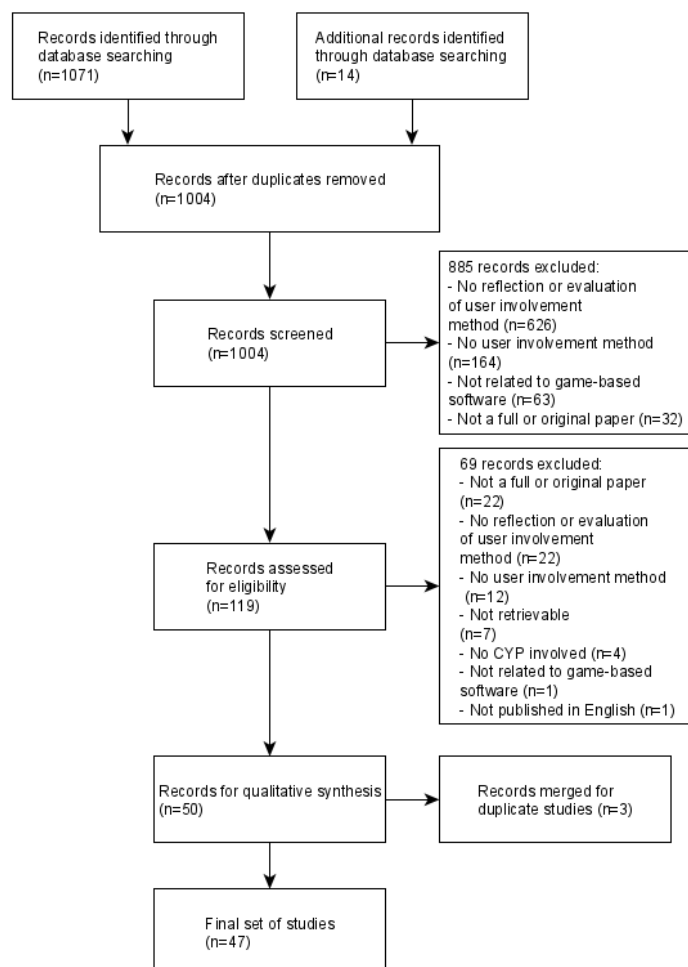 Records identified through
database searching
(n=1071)
Additional records identified
through database searching
(n=14)
Records after duplicates removed
(n=1004)
885 records excluded:
- No reflection or evaluation
of user involvement
method (n=626)
- No user involvement method
(n=164)
- Not related to game-based
software (n=63)
- Not a full or original paper (n=32)
Records screened
(n=1004)
69 records excluded:
- Not a full or original paper
(n=22)
- No reflection or evaluation
of user involvement
method (n=22)
- No user involvement method
(n=12)
- Not retrievable
(n=7)
- No CYP involved (n=4)
- Not related to game-based
software (n=1)
- Not published in English (n=1)
Records assessed
for eligibility
(n=119)
Records for qualitative synthesis
(n=50)
Records merged for
duplicate studies (n=3)
Final set of studies
(n=47)